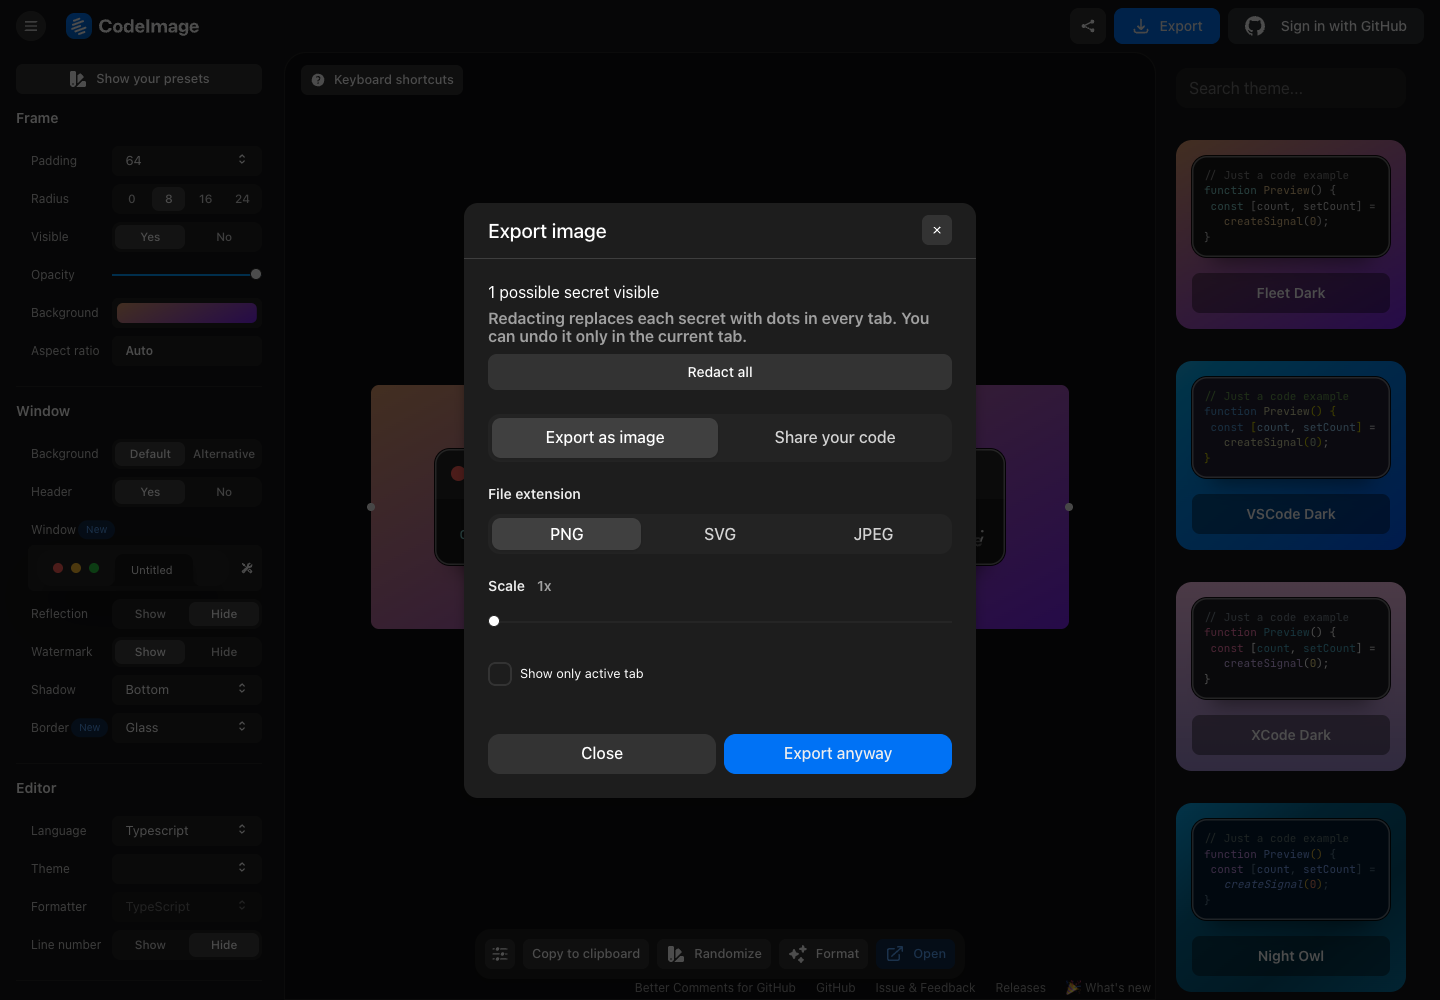 CodeImage
Export
Sign in with GitHub
Show your presets
Keyboard shortcuts
Search theme...
Frame
Padding
64
Radius
0
8
16
24
Visible
Yes
No
Opacity
Background
Aspect ratio
Auto
Window
Background
Default
Alternative
Header
Yes
No
Window
New
Untitled
Reflection
Show
Hide
Watermark
Show
Hide
Shadow
Bottom
Border
New
Glass
Editor
Language
Typescript
Theme
Formatter
TypeScript
Line number
Show
Hide
Export image
×
1 possible secret visible
Redacting replaces each secret with dots in every tab. You
can undo it only in the current tab.
Redact all
Export as image
Share your code
File extension
PNG
SVG
JPEG
Scale
1x
Show only active tab
Close
Export anyway
Copy to clipboard
Randomize
Format
Open
Better Comments for GitHub
GitHub
Issue & Feedback
Releases
🎉 What's new
// Just a code example
function Preview() {
const [count, setCount] =
createSignal(0);
}
Fleet Dark
// Just a code example
function Preview() {
const [count, setCount] =
createSignal(0);
}
VSCode Dark
// Just a code example
function Preview() {
const [count, setCount] =
createSignal(0);
}
XCode Dark
// Just a code example
function Preview() {
const [count, setCount] =
createSignal(0);
}
Night Owl